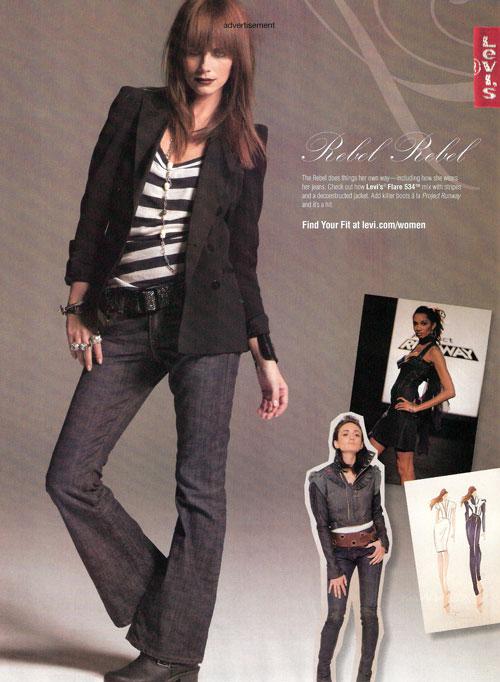 advertisement
LEVI'S
®
Rebel Rebel
The Rebel does things her own way—including how she wears
her jeans. Check out how Levi's® Flare 534™ mix with stripes
and a deconstructed jacket. Add killer boots à la Project Runway
and it's a hit.
Find Your Fit at levi.com/women
RUNWAY